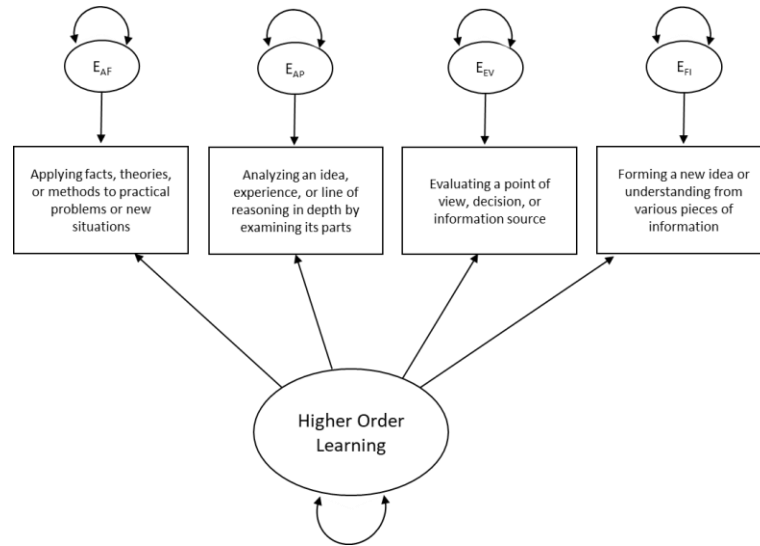 E_AF
E_AP
E_EV
E_FI
Applying facts, theories,
or methods to practical
problems or new
situations
Analyzing an idea,
experience, or line of
reasoning in depth by
examining its parts
Evaluating a point of
view, decision, or
information source
Forming a new idea or
understanding from
various pieces of
information
Higher Order
Learning